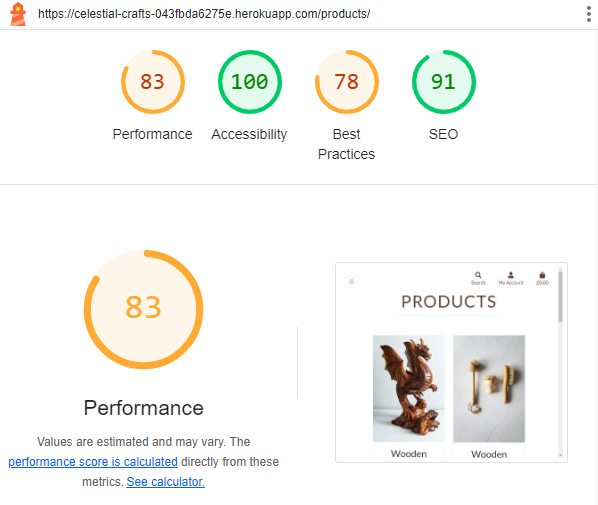 https://celestial-crafts-043fbda6275e.herokuapp.com/products/
83 100 78 91
Performance Accessibility Best Practices SEO
83
Performance
Values are estimated and may vary. The
performance score is calculated directly from these
metrics. See calculator.
Search My Account £0.00
PRODUCTS
Wooden Wooden